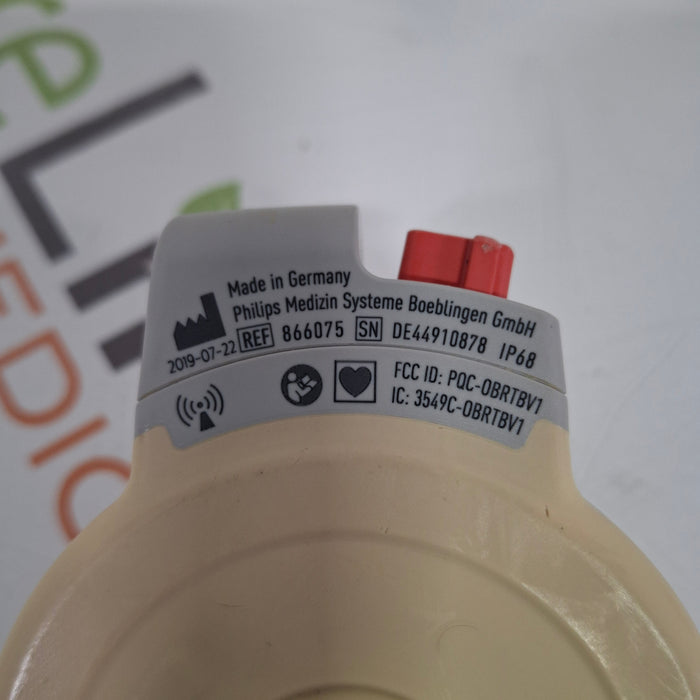 Made in Germany
Philips Medizin Systeme Boeblingen GmbH
2019-07-22 REF 866075 SN DE44910878 IP68
FCC ID: PQC-OBRTBV1
IC: 3549C-OBRTBV1